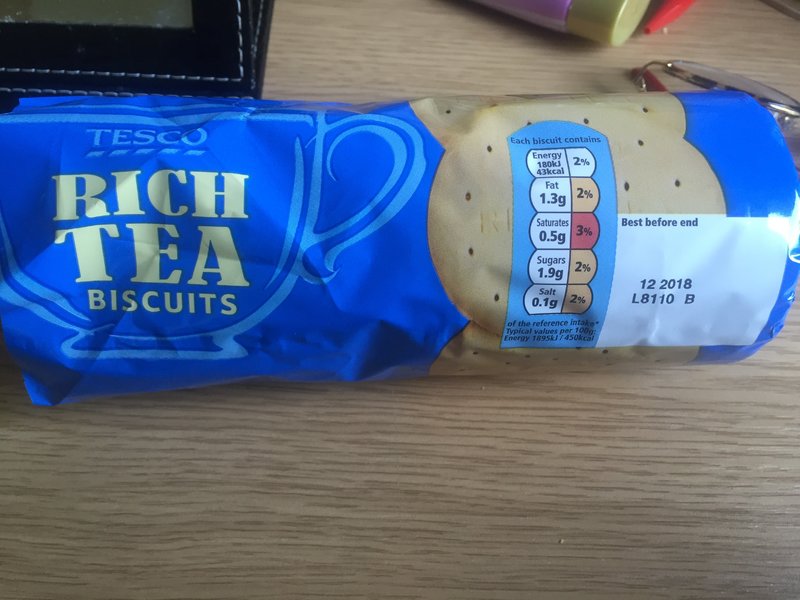 TESCO
RICH
TEA
BISCUITS
Each biscuit contains
Energy
180kJ
43kcal
2%
Fat
1.3g
2%
Saturates
0.5g
3%
Sugars
1.9g
2%
Salt
0.1g
2%
of the reference intake*
Typical values per 100g:
Energy 1895kJ / 450kcal
Best before end
12 2018
L8110 B